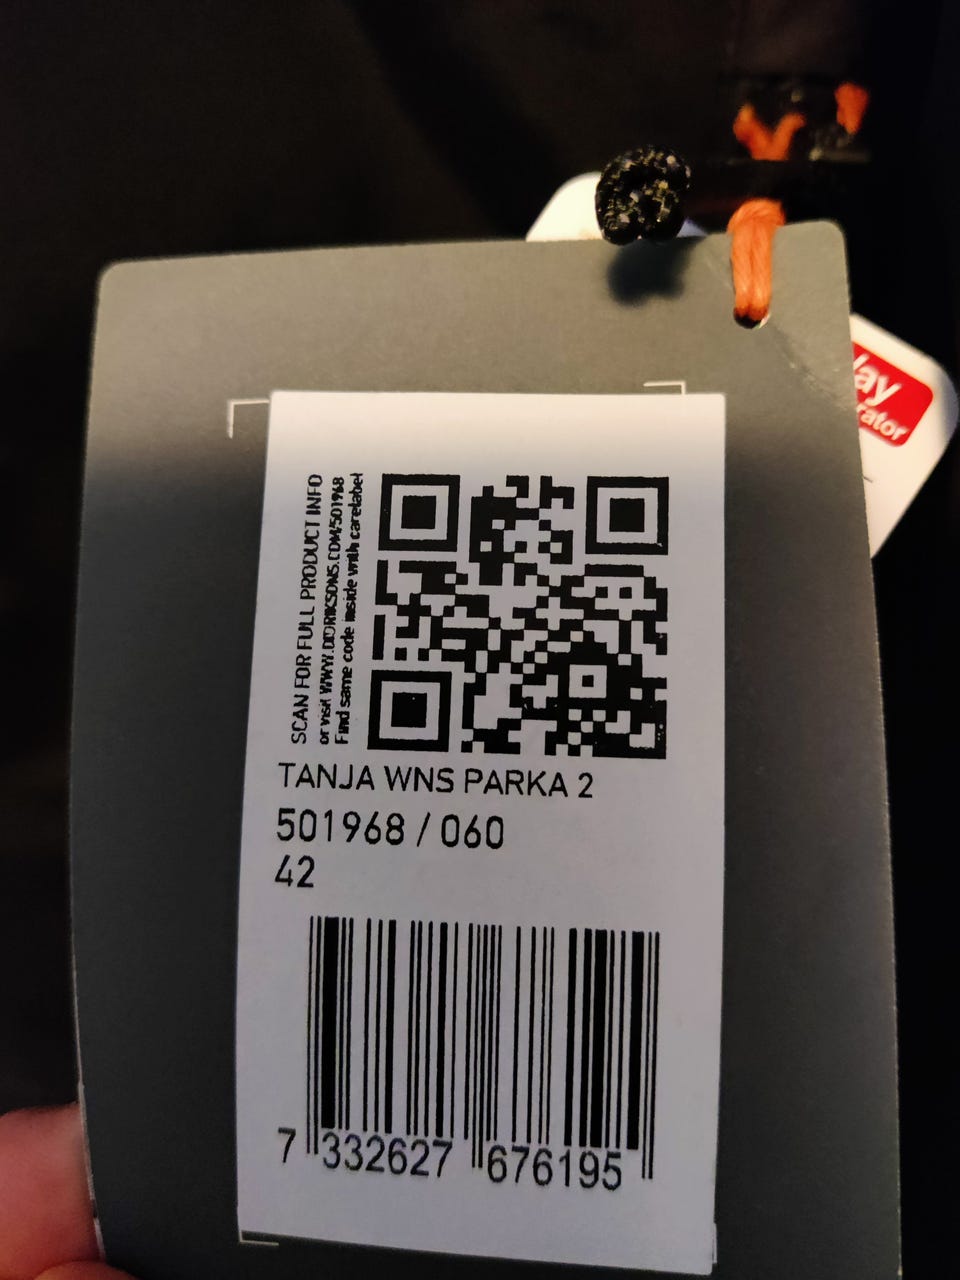 SCAN FOR FULL PRODUCT INFO
or visit WWW.DIDRIKSONS.COM/501968
Find same code inside with carelabel
TANJA WNS PARKA 2
501968 / 060
42
7 332627 676195